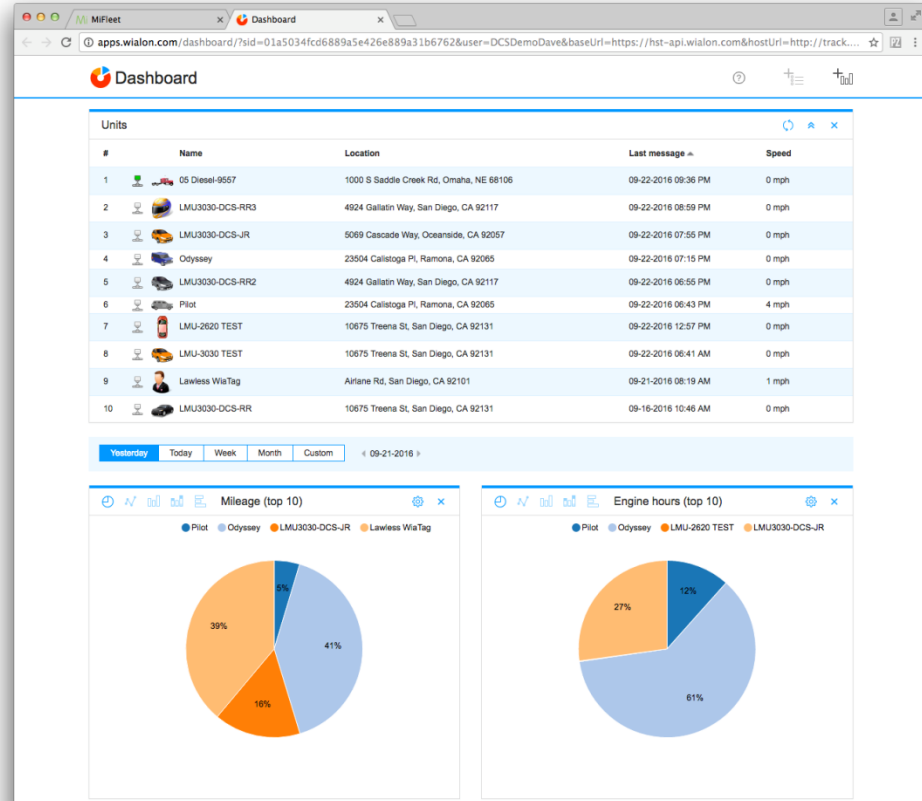 Mi MiFleet × Dashboard ×
apps.wialon.com/dashboard/?sid=01a5034fcd6889a5e426e889a31b6762&user=DCSDemoDave&baseUrl=https://hst-api.wialon.com&hostUrl=http://track....
Dashboard
Units
# Name Location Last message Speed
1 05 Diesel-9557 1000 S Saddle Creek Rd, Omaha, NE 68106 09-22-2016 09:36 PM 0 mph
2 LMU3030-DCS-RR3 4924 Gallatin Way, San Diego, CA 92117 09-22-2016 08:59 PM 0 mph
3 LMU3030-DCS-JR 5069 Cascade Way, Oceanside, CA 92057 09-22-2016 07:55 PM 0 mph
4 Odyssey 23504 Calistoga Pl, Ramona, CA 92065 09-22-2016 07:15 PM 0 mph
5 LMU3030-DCS-RR2 4924 Gallatin Way, San Diego, CA 92117 09-22-2016 06:55 PM 0 mph
6 Pilot 23504 Calistoga Pl, Ramona, CA 92065 09-22-2016 06:43 PM 4 mph
7 LMU-2620 TEST 10675 Treena St, San Diego, CA 92131 09-22-2016 12:57 PM 0 mph
8 LMU-3030 TEST 10675 Treena St, San Diego, CA 92131 09-22-2016 06:41 AM 0 mph
9 Lawless WiaTag Airlane Rd, San Diego, CA 92101 09-21-2016 08:19 AM 1 mph
10 LMU3030-DCS-RR 10675 Treena St, San Diego, CA 92131 09-16-2016 10:46 AM 0 mph
Yesterday Today Week Month Custom 09-21-2016
Mileage (top 10)
Pilot Odyssey LMU3030-DCS-JR Lawless WiaTag
5%
39%
41%
16%
Engine hours (top 10)
Pilot Odyssey LMU-2620 TEST LMU3030-DCS-JR
12%
27%
61%